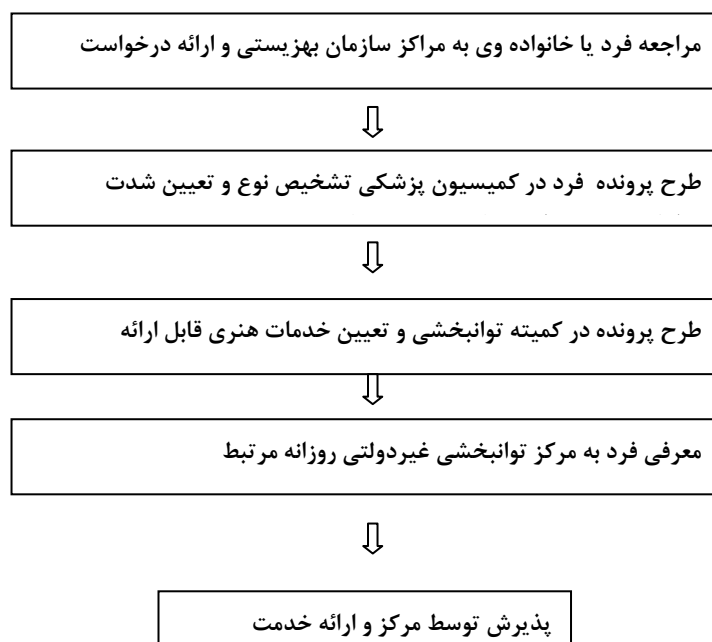 مراجعه فرد یا خانواده وی به مراکز سازمان بهزیستی و ارائه درخواست
طرح پرونده فرد در کمیسیون پزشکی تشخیص نوع و تعیین شدت
طرح پرونده در کمیته توانبخشی و تعیین خدمات هنری قابل ارائه
معرفی فرد به مرکز توانبخشی غیردولتی روزانه مرتبط
پذیرش توسط مرکز و ارائه خدمت